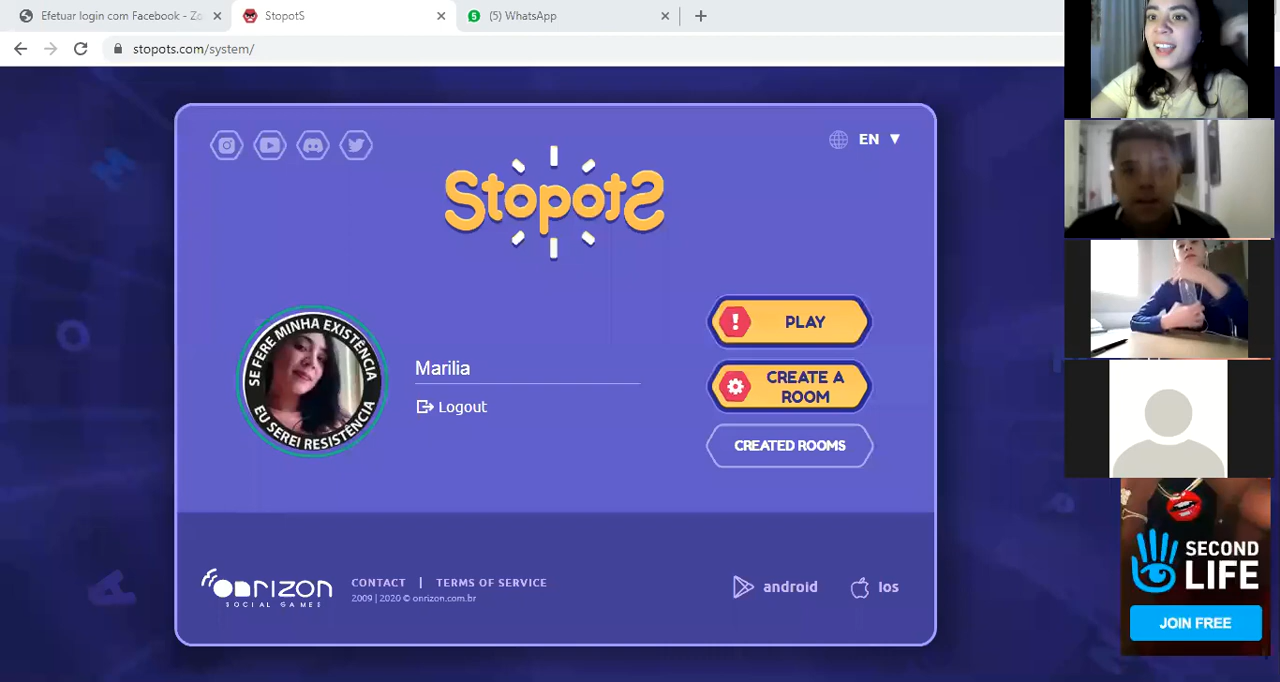 Efetuar login com Facebook - Zo
StopotS
(5) WhatsApp
stopots.com/system/
EN ▼
StopotS
SE FERE MINHA EXISTÊNCIA
EU SEREI RESISTÊNCIA
Marilia
Logout
! PLAY
CREATE A
ROOM
CREATED ROOMS
onrizon
SOCIAL GAMES
CONTACT | TERMS OF SERVICE
2009 | 2020 © onrizon.com.br
android
Ios
SECOND
LIFE
JOIN FREE